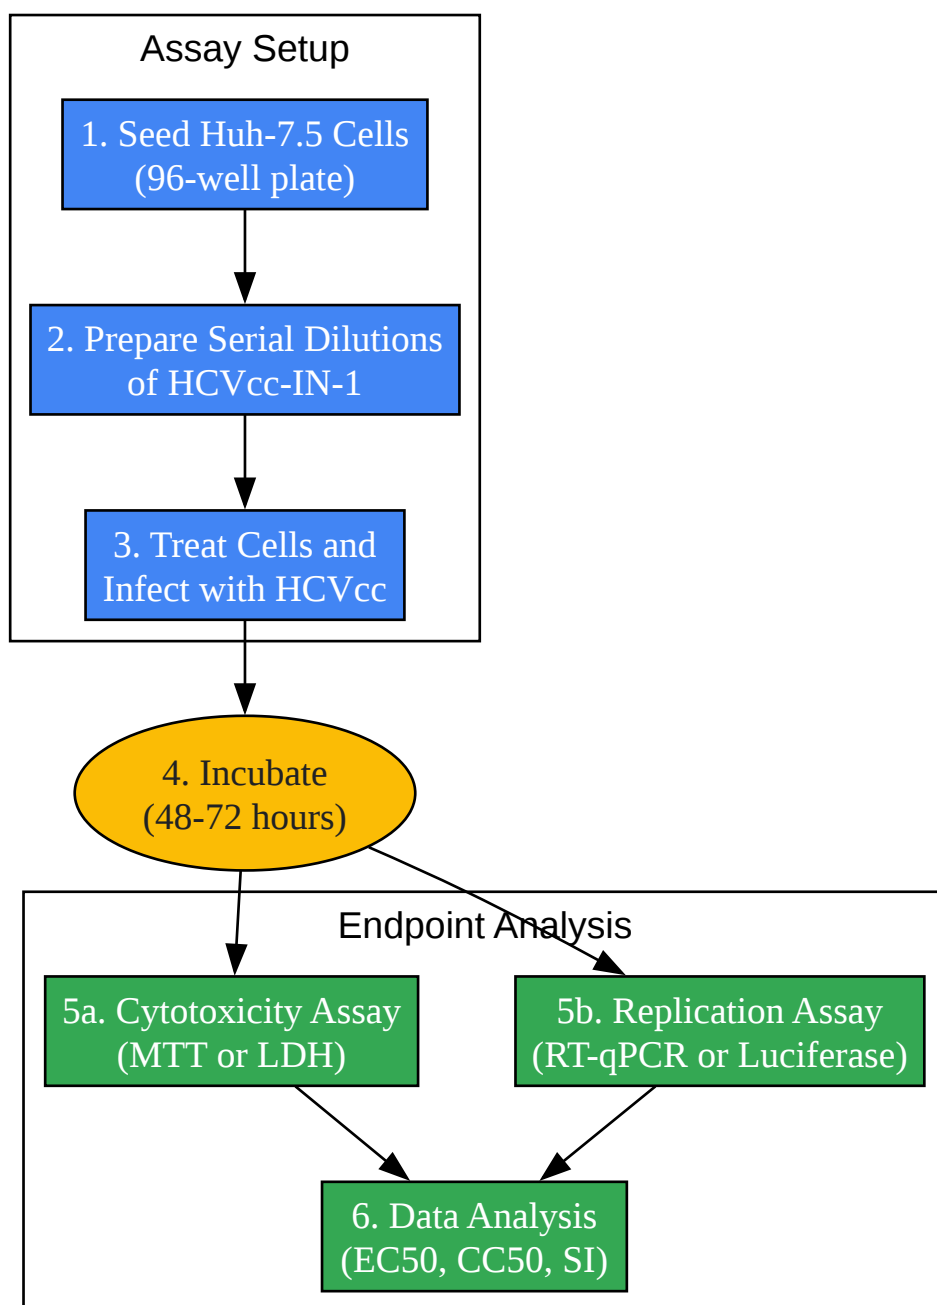 Assay Setup
1. Seed Huh-7.5 Cells
(96-well plate)
2. Prepare Serial Dilutions
of HCVcc-IN-1
3. Treat Cells and
Infect with HCVcc
4. Incubate
(48-72 hours)
Endpoint Analysis
5a. Cytotoxicity Assay
(MTT or LDH)
5b. Replication Assay
(RT-qPCR or Luciferase)
6. Data Analysis
(EC50, CC50, SI)